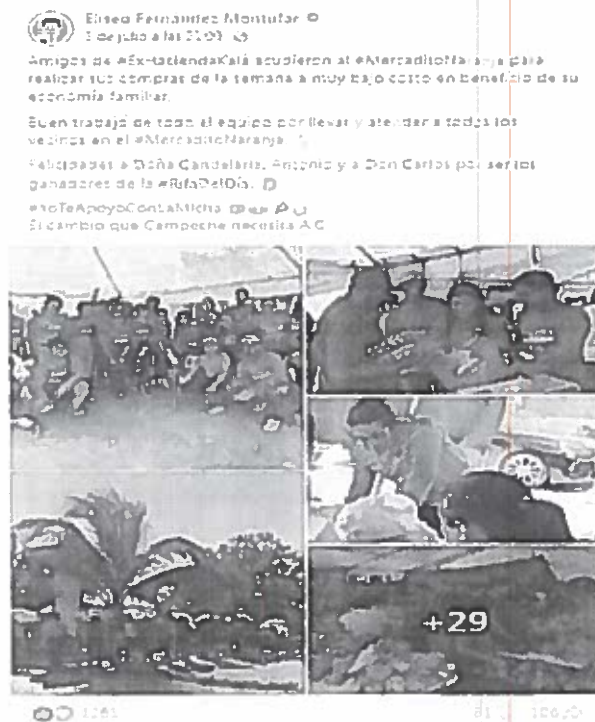 Eliseo Fernández Montufar
3 de julio a las
Amigos de #Ex-HaciendaKalá acudieron al #MercaditoNaranja para
realizar sus compras de la semana a muy bajo costo en beneficio de su
economía familiar.
Buen trabajo de todo el equipo por llevar y atender a todos los
vecinos en el #MercaditoNaranja.
Felicidades a Doña Candelaria, Antonio y a Don Carlos por ser los
ganadores de la #RifaDelDía.
#YoTeApoyoConLaMicha
El cambio que Campeche necesita A.C
+29